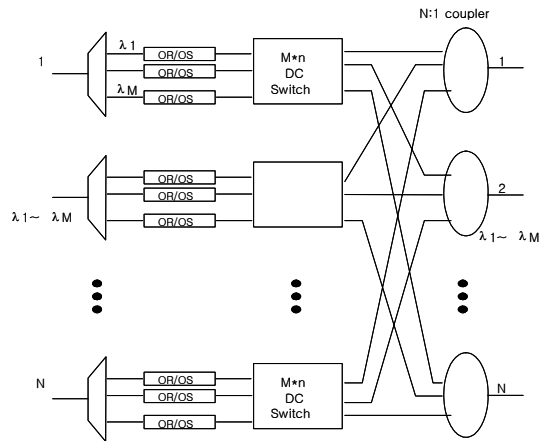 N:1 coupler
1
λ1
OR/OS
OR/OS
λM
OR/OS
M*n
DC
Switch
1
OR/OS
OR/OS
OR/OS
λ1~ λM
2
λ1~ λM
N
OR/OS
OR/OS
OR/OS
M*n
DC
Switch
N